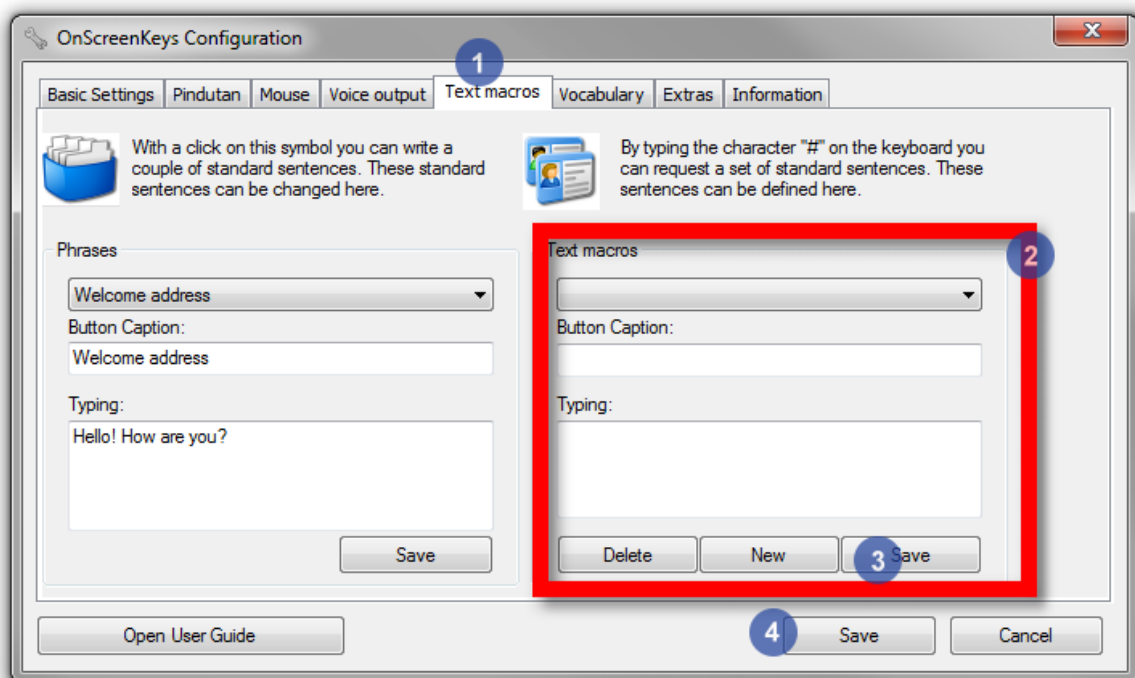 OnScreenKeys Configuration
1
Basic Settings Pindutan Mouse Voice output Text macros Vocabulary Extras Information
With a click on this symbol you can write a
couple of standard sentences. These standard
sentences can be changed here.
By typing the character "#" on the keyboard you
can request a set of standard sentences. These
sentences can be defined here.
Phrases
Welcome address
Button Caption:
Welcome address
Typing:
Hello! How are you?
Save
Text macros
2
Button Caption:
Typing:
Delete New 3 Save
Open User Guide 4 Save Cancel